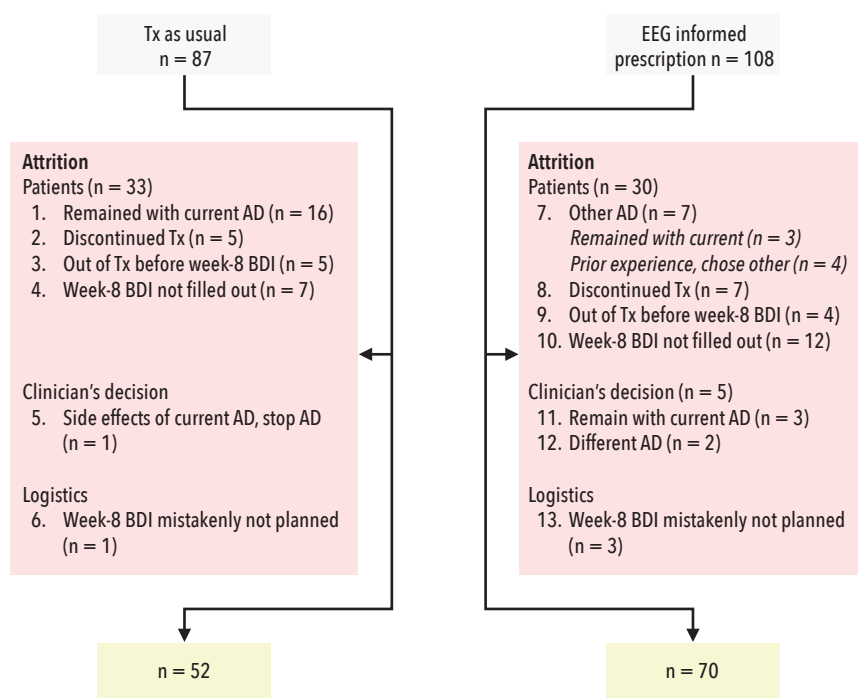 Tx as usual
n = 87
Attrition
Patients (n = 33)
1. Remained with current AD (n = 16)
2. Discontinued Tx (n = 5)
3. Out of Tx before week-8 BDI (n = 5)
4. Week-8 BDI not filled out (n = 7)
Clinician's decision
5. Side effects of current AD, stop AD
(n = 1)
Logistics
6. Week-8 BDI mistakenly not planned
(n = 1)
n = 52
EEG informed
prescription n = 108
Attrition
Patients (n = 30)
7. Other AD (n = 7)
Remained with current (n = 3)
Prior experience, chose other (n = 4)
8. Discontinued Tx (n = 7)
9. Out of Tx before week-8 BDI (n = 4)
10. Week-8 BDI not filled out (n = 12)
Clinician's decision (n = 5)
11. Remain with current AD (n = 3)
12. Different AD (n = 2)
Logistics
13. Week-8 BDI mistakenly not planned
(n = 3)
n = 70